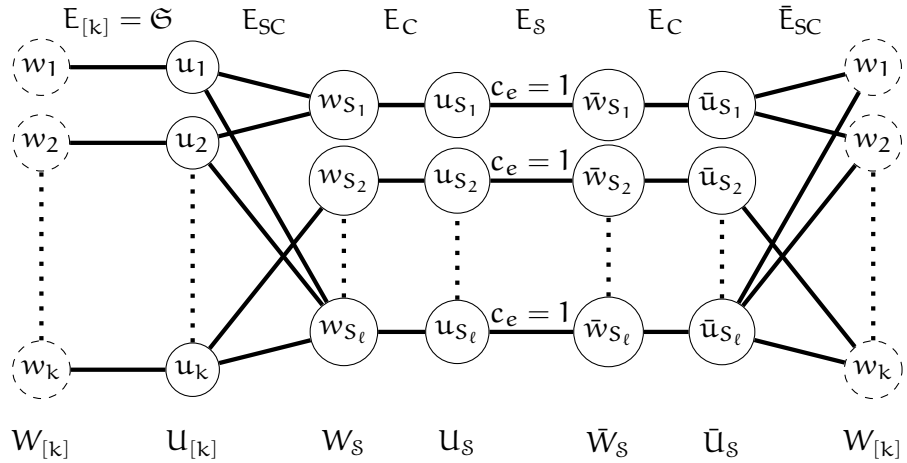 E_{[k]} = 𝔖 E_{SC} E_C E_𝒮 E_C Ē_{SC}
w_1 u_1 w_{S_1} u_{S_1} c_e = 1 w̄_{S_1} ū_{S_1} w_1
w_2 u_2 w_{S_2} u_{S_2} c_e = 1 w̄_{S_2} ū_{S_2} w_2
w_k u_k w_{S_ℓ} u_{S_ℓ} c_e = 1 w̄_{S_ℓ} ū_{S_ℓ} w_k
W_{[k]} U_{[k]} W_𝒮 U_𝒮 W̄_𝒮 Ū_𝒮 W_{[k]}